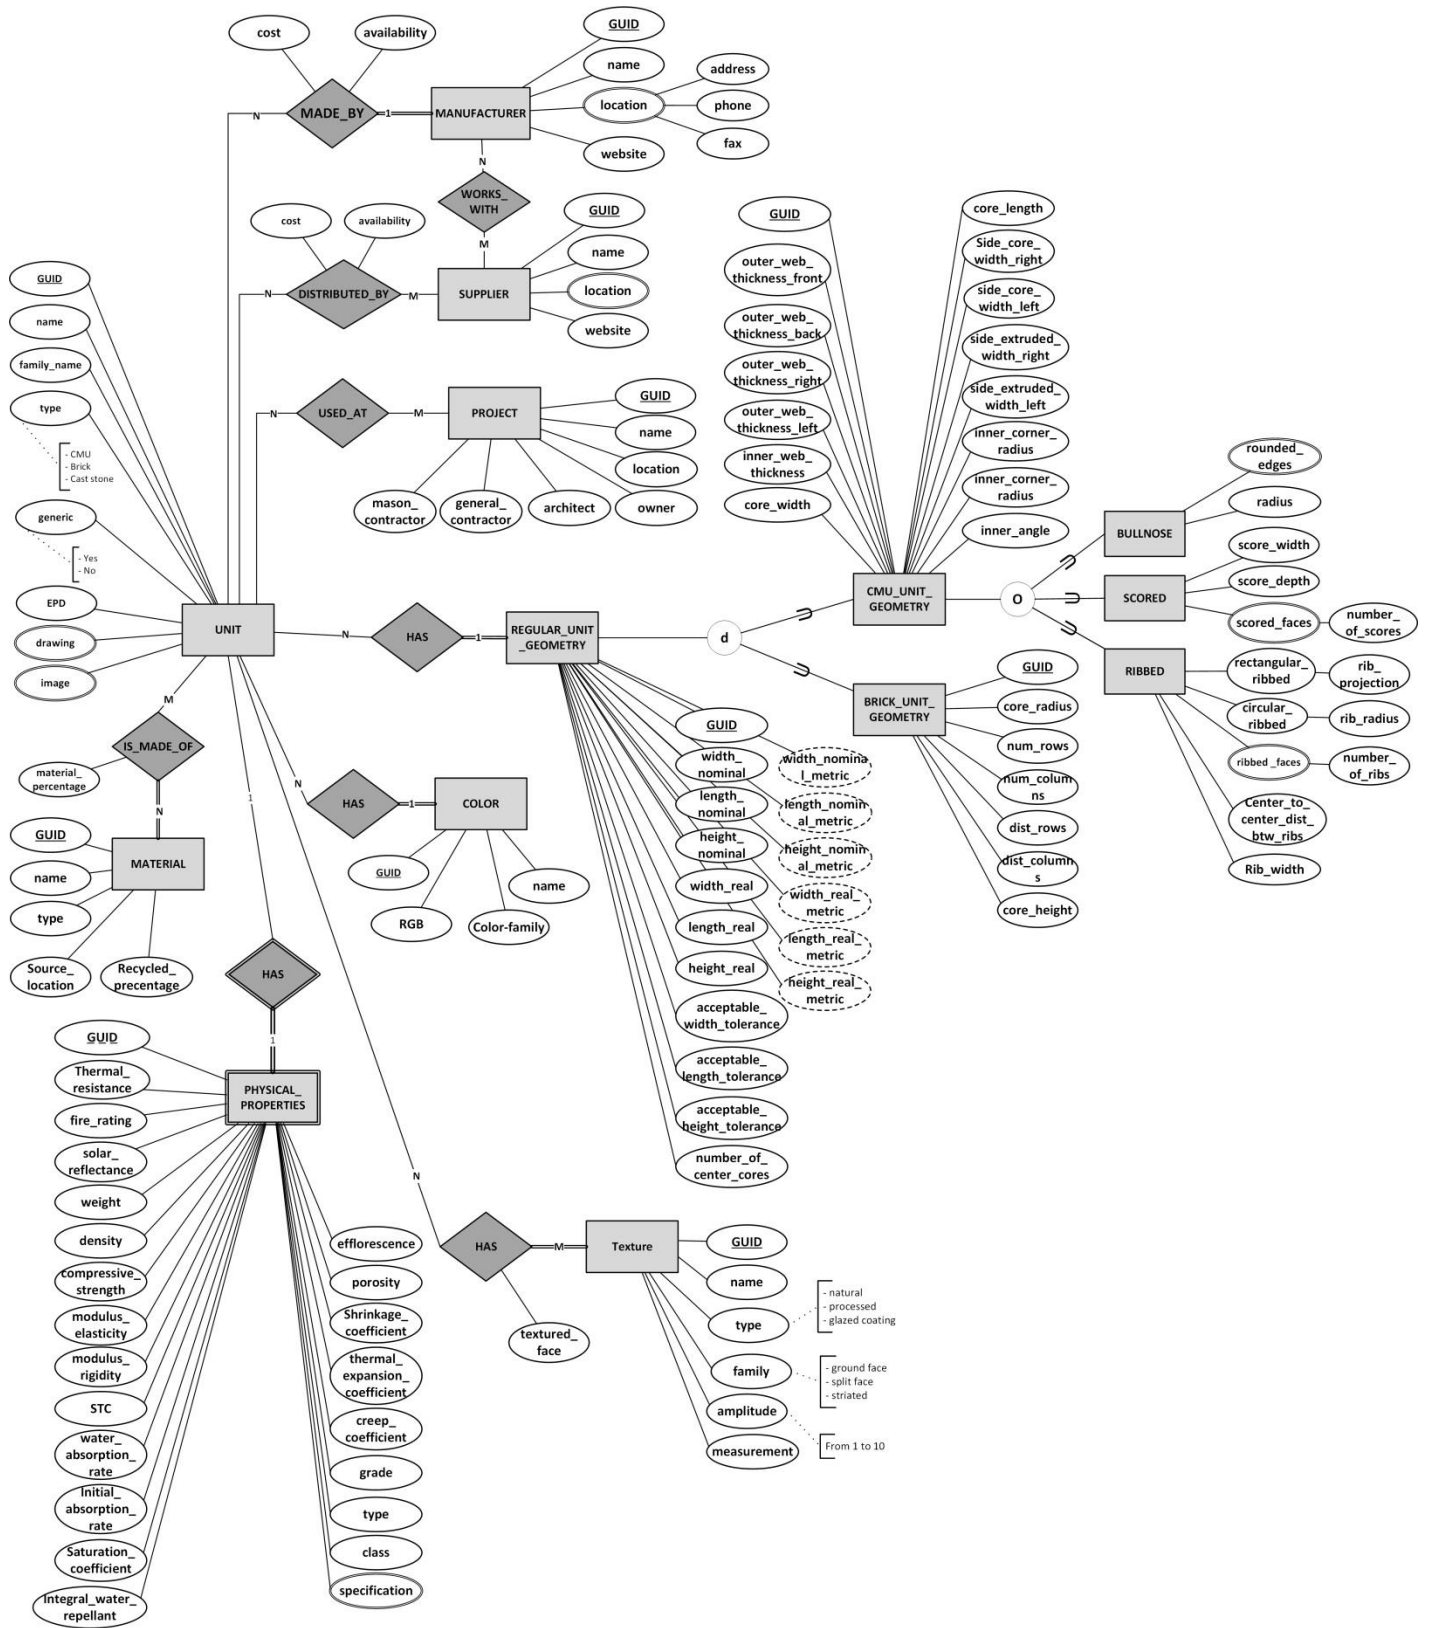 cost
availability
MADE_BY
N
1
MANUFACTURER
GUID
name
location
address
phone
fax
website
N
WORKS_
WITH
M
cost
availability
N
DISTRIBUTED_BY
M
SUPPLIER
GUID
name
location
website
N
USED_AT
M
PROJECT
GUID
name
location
owner
architect
general_
contractor
mason_
contractor
GUID
name
family_name
type
- CMU
- Brick
- Cast stone
generic
- Yes
- No
EPD
drawing
image
UNIT
N
HAS
1
REGULAR_UNIT
_GEOMETRY
d
GUID
width_
nominal
length_
nominal
height_
nominal
width_real
length_real
height_real
acceptable_
width_tolerance
acceptable_
length_tolerance
acceptable_
height_tolerance
number_of_
center_cores
width_nomina
l_metric
length_nomin
al_metric
height_nomin
al_metric
width_real_
metric
length_real_
metric
height_real_
metric
GUID
outer_web_
thickness_front
outer_web_
thickness_back
outer_web_
thickness_right
outer_web_
thickness_left
inner_web_
thickness
core_width
core_length
Side_core_
width_right
side_core_
width_left
side_extruded_
width_right
side_extruded_
width_left
inner_corner_
radius
inner_corner_
radius
inner_angle
CMU_UNIT_
GEOMETRY
O
BULLNOSE
rounded_
edges
radius
SCORED
score_width
score_depth
scored_faces
number_
of_scores
RIBBED
rectangular_
ribbed
rib_
projection
circular_
ribbed
rib_radius
ribbed _faces
number_
of_ribs
Center_to_
center_dist_
btw_ribs
Rib_width
BRICK_UNIT_
GEOMETRY
GUID
core_radius
num_rows
num_colum
ns
dist_rows
dist_column
s
core_height
M
IS_MADE_OF
material_
percentage
N
MATERIAL
GUID
name
type
Source_
location
Recycled_
precentage
N
HAS
1
COLOR
GUID
RGB
Color-family
name
1
HAS
1
PHYSICAL_
PROPERTIES
GUID
Thermal_
resistance
fire_rating
solar_
reflectance
weight
density
compressive_
strength
modulus_
elasticity
modulus_
rigidity
STC
water_
absorption_
rate
Initial_
absorption_
rate
Saturation_
coefficient
Integral_water_
repellant
efflorescence
porosity
Shrinkage_
coefficient
thermal_
expansion_
coefficient
creep_
coefficient
grade
type
class
specification
N
HAS
M
textured_
face
Texture
GUID
name
type
- natural
- processed
- glazed coating
family
- ground face
- split face
- striated
amplitude
From 1 to 10
measurement